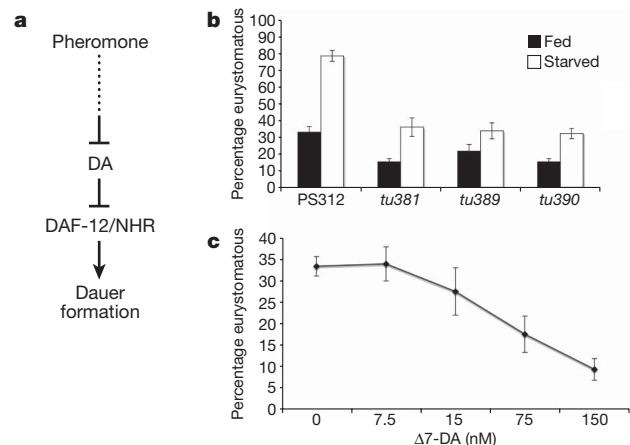 a
Pheromone
DA
DAF-12/NHR
Dauer
formation
b
Percentage eurystomatous
100
90
80
70
60
50
40
30
20
10
0
Fed
Starved
PS312
tu381
tu389
tu390
c
Percentage eurystomatous
40
35
30
25
20
15
10
5
0
0
7.5
15
75
150
Δ7-DA (nM)